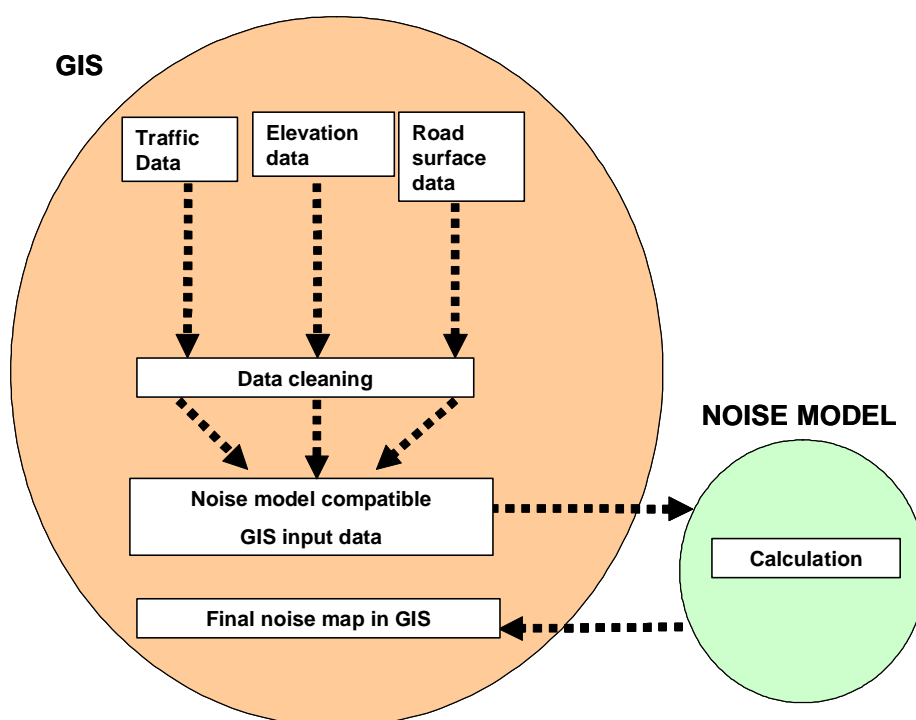 GIS
Traffic
Data
Elevation
data
Road
surface
data
Data cleaning
NOISE MODEL
Noise model compatible
GIS input data
Calculation
Final noise map in GIS